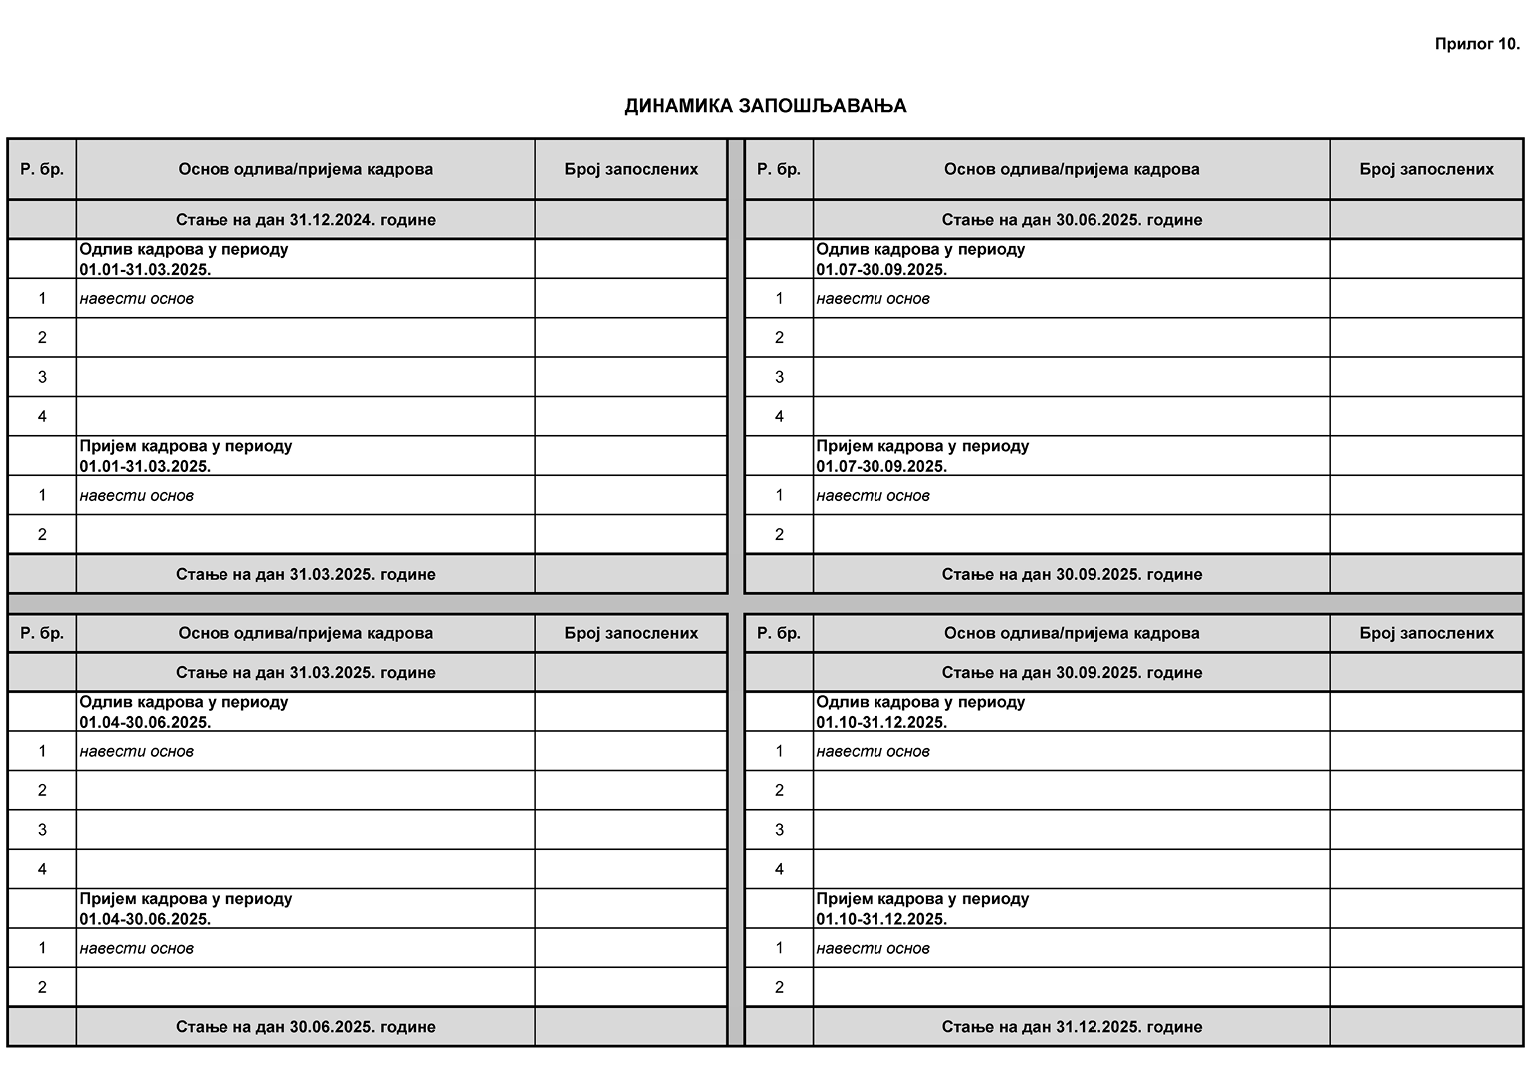 Прилог 10.
ДИНАМИКА ЗАПОШЉАВАЊА
Р. бр. Основ одлива/пријема кадрова Број запослених
Стање на дан 31.12.2024. године
Одлив кадрова у периоду
01.01-31.03.2025.
1 навести основ
2
3
4
Пријем кадрова у периоду
01.01-31.03.2025.
1 навести основ
2
Стање на дан 31.03.2025. године
Р. бр. Основ одлива/пријема кадрова Број запослених
Стање на дан 30.06.2025. године
Одлив кадрова у периоду
01.07-30.09.2025.
1 навести основ
2
3
4
Пријем кадрова у периоду
01.07-30.09.2025.
1 навести основ
2
Стање на дан 30.09.2025. године
Р. бр. Основ одлива/пријема кадрова Број запослених
Стање на дан 31.03.2025. године
Одлив кадрова у периоду
01.04-30.06.2025.
1 навести основ
2
3
4
Пријем кадрова у периоду
01.04-30.06.2025.
1 навести основ
2
Стање на дан 30.06.2025. године
Р. бр. Основ одлива/пријема кадрова Број запослених
Стање на дан 30.09.2025. године
Одлив кадрова у периоду
01.10-31.12.2025.
1 навести основ
2
3
4
Пријем кадрова у периоду
01.10-31.12.2025.
1 навести основ
2
Стање на дан 31.12.2025. године